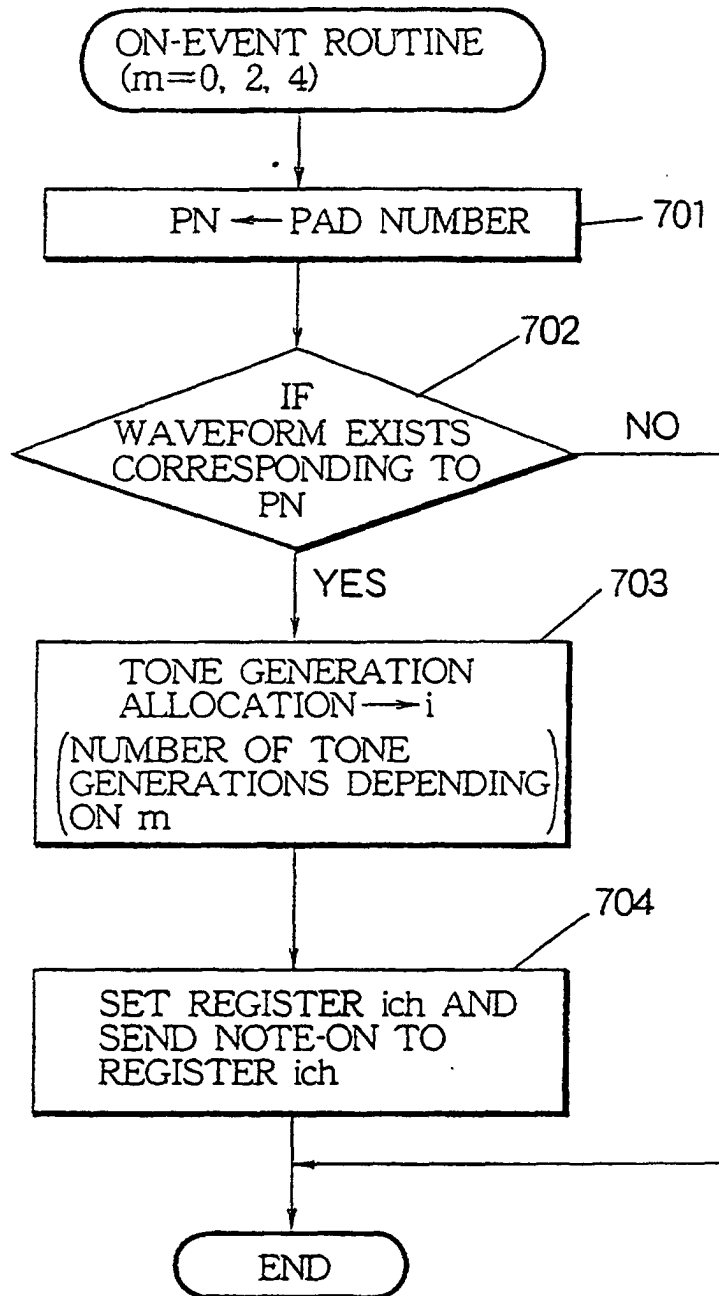 ON-EVENT ROUTINE
(m=0, 2, 4)
PN ← PAD NUMBER
701
702
IF
WAVEFORM EXISTS
CORRESPONDING TO
PN
NO
YES
703
TONE GENERATION
ALLOCATION → i
(NUMBER OF TONE
GENERATIONS DEPENDING
ON m)
704
SET REGISTER ich AND
SEND NOTE-ON TO
REGISTER ich
END